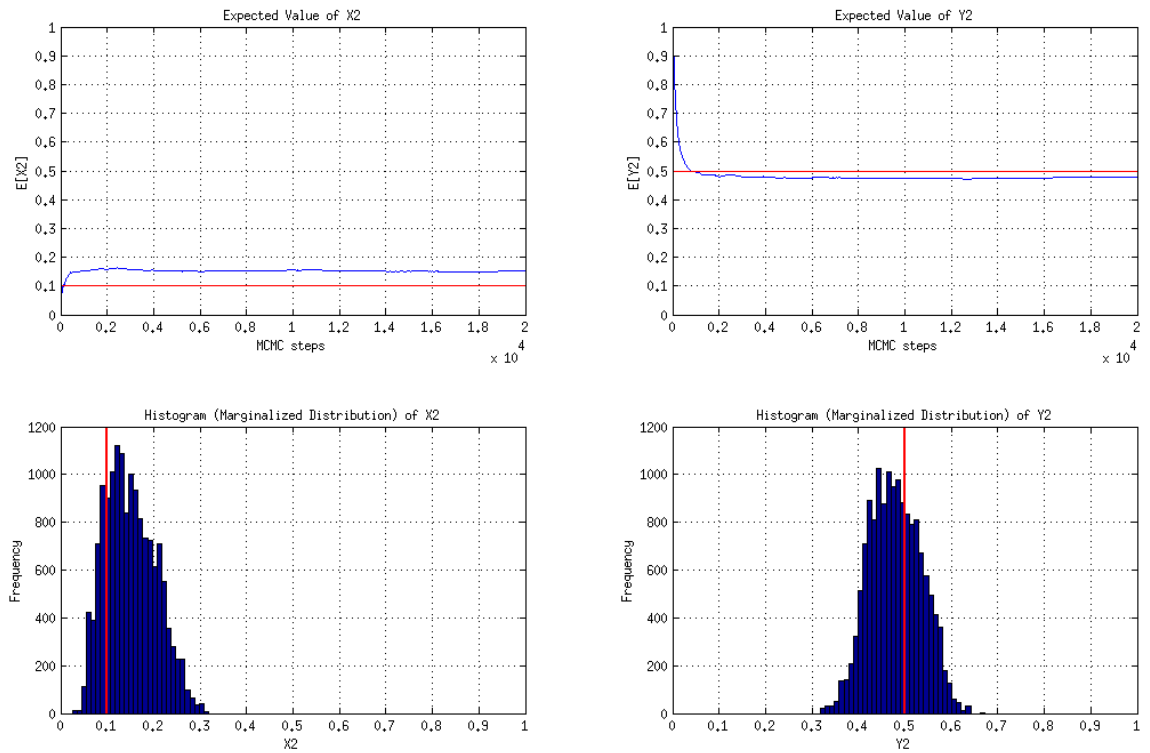 Expected Value of X2
1
0.9
0.8
0.7
0.6
0.5
0.4
0.3
0.2
0.1
0
E[X2]
0 0.2 0.4 0.6 0.8 1 1.2 1.4 1.6 1.8 2
MCMC steps
x 10 4
Expected Value of Y2
1
0.9
0.8
0.7
0.6
0.5
0.4
0.3
0.2
0.1
0
E[Y2]
0 0.2 0.4 0.6 0.8 1 1.2 1.4 1.6 1.8 2
MCMC steps
x 10 4
Histogram (Marginalized Distribution) of X2
1200
1000
800
600
400
200
0
Frequency
0 0.1 0.2 0.3 0.4 0.5 0.6 0.7 0.8 0.9 1
X2
Histogram (Marginalized Distribution) of Y2
1200
1000
800
600
400
200
0
Frequency
0 0.1 0.2 0.3 0.4 0.5 0.6 0.7 0.8 0.9 1
Y2